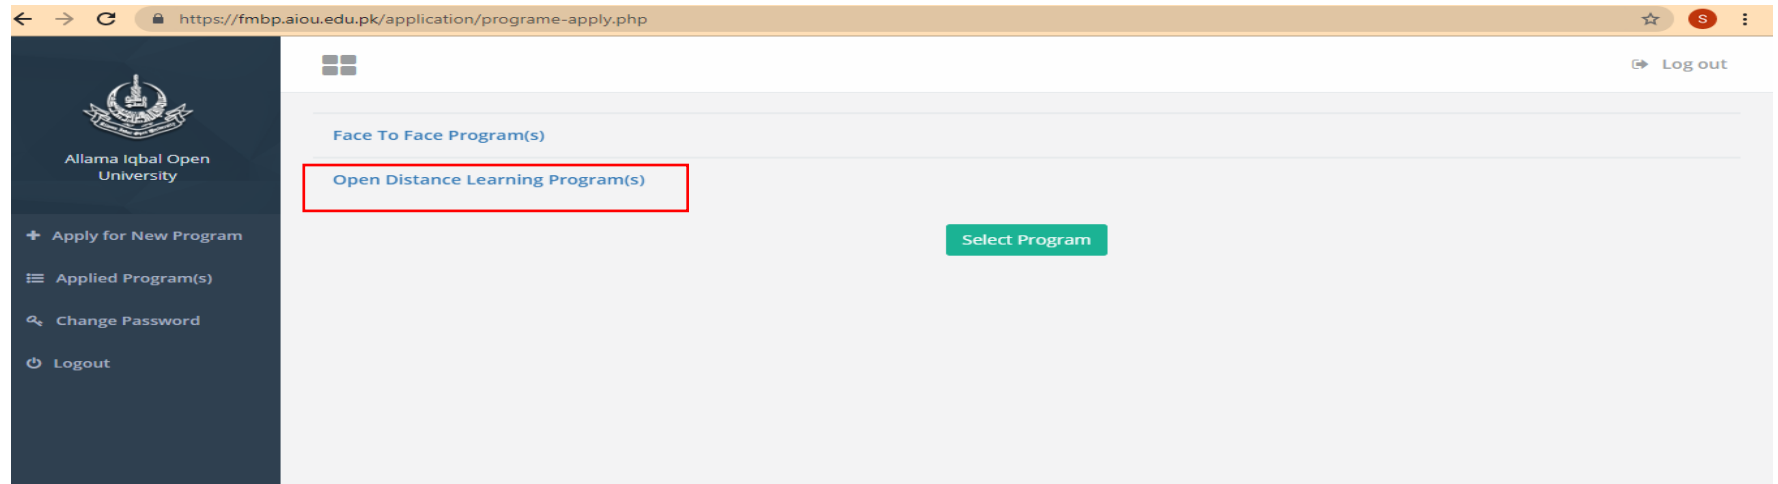 https://fmbp.aiou.edu.pk/application/programe-apply.php
S
Allama Iqbal Open
University
Log out
Face To Face Program(s)
Open Distance Learning Program(s)
Select Program
Apply for New Program
Applied Program(s)
Change Password
Logout